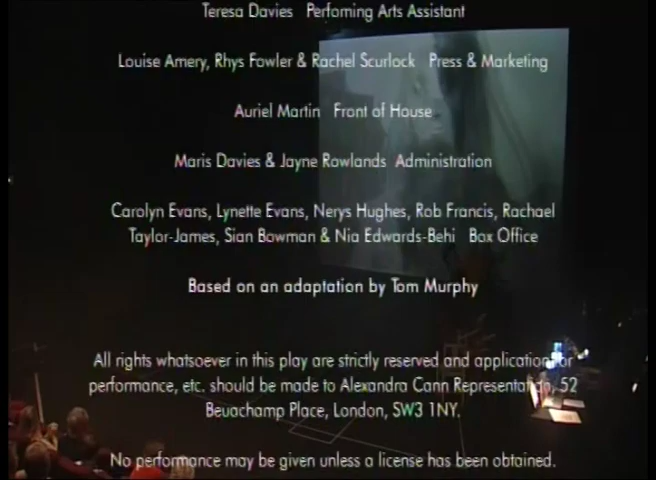 Teresa Davies Perfoming Arts Assistant
Louise Amery, Rhys Fowler & Rachel Scurlock Press & Marketing
Auriel Martin Front of House
Maris Davies & Jayne Rowlands Administration
Carolyn Evans, Lynette Evans, Nerys Hughes, Rob Francis, Rachael
Taylor-James, Sian Bowman & Nia Edwards-Behi Box Office
Based on an adaptation by Tom Murphy
All rights whatsoever in this play are strictly reserved and application for
performance, etc. should be made to Alexandra Cann Representation, 52
Beuachamp Place, London, SW3 1NY.
No performance may be given unless a license has been obtained.